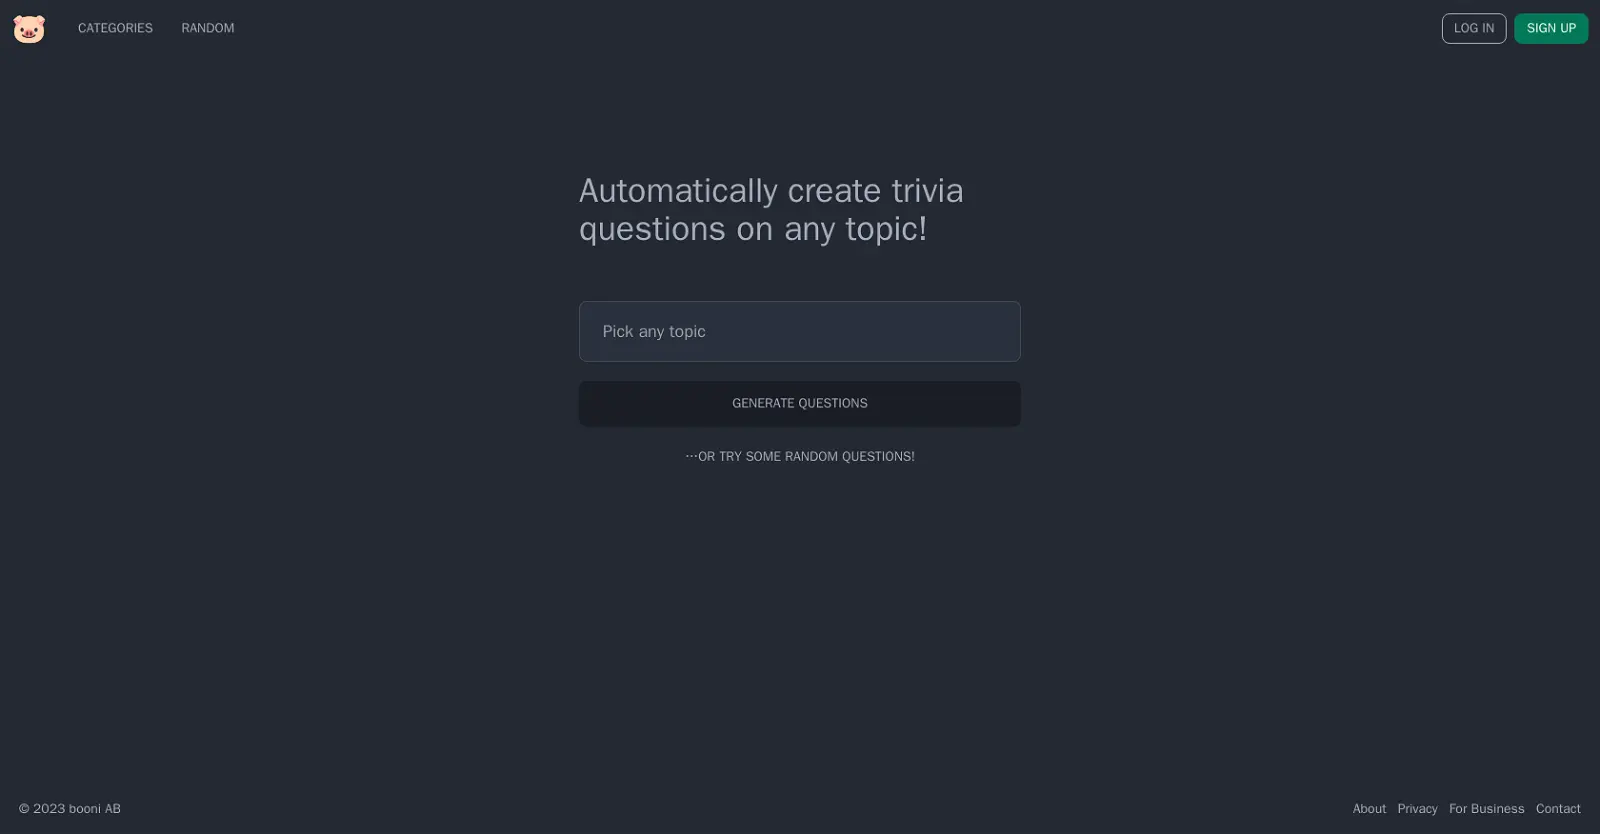 CATEGORIES RANDOM LOG IN SIGN UP
Automatically create trivia
questions on any topic!
Pick any topic
GENERATE QUESTIONS
...OR TRY SOME RANDOM QUESTIONS!
© 2023 booni AB About Privacy For Business Contact